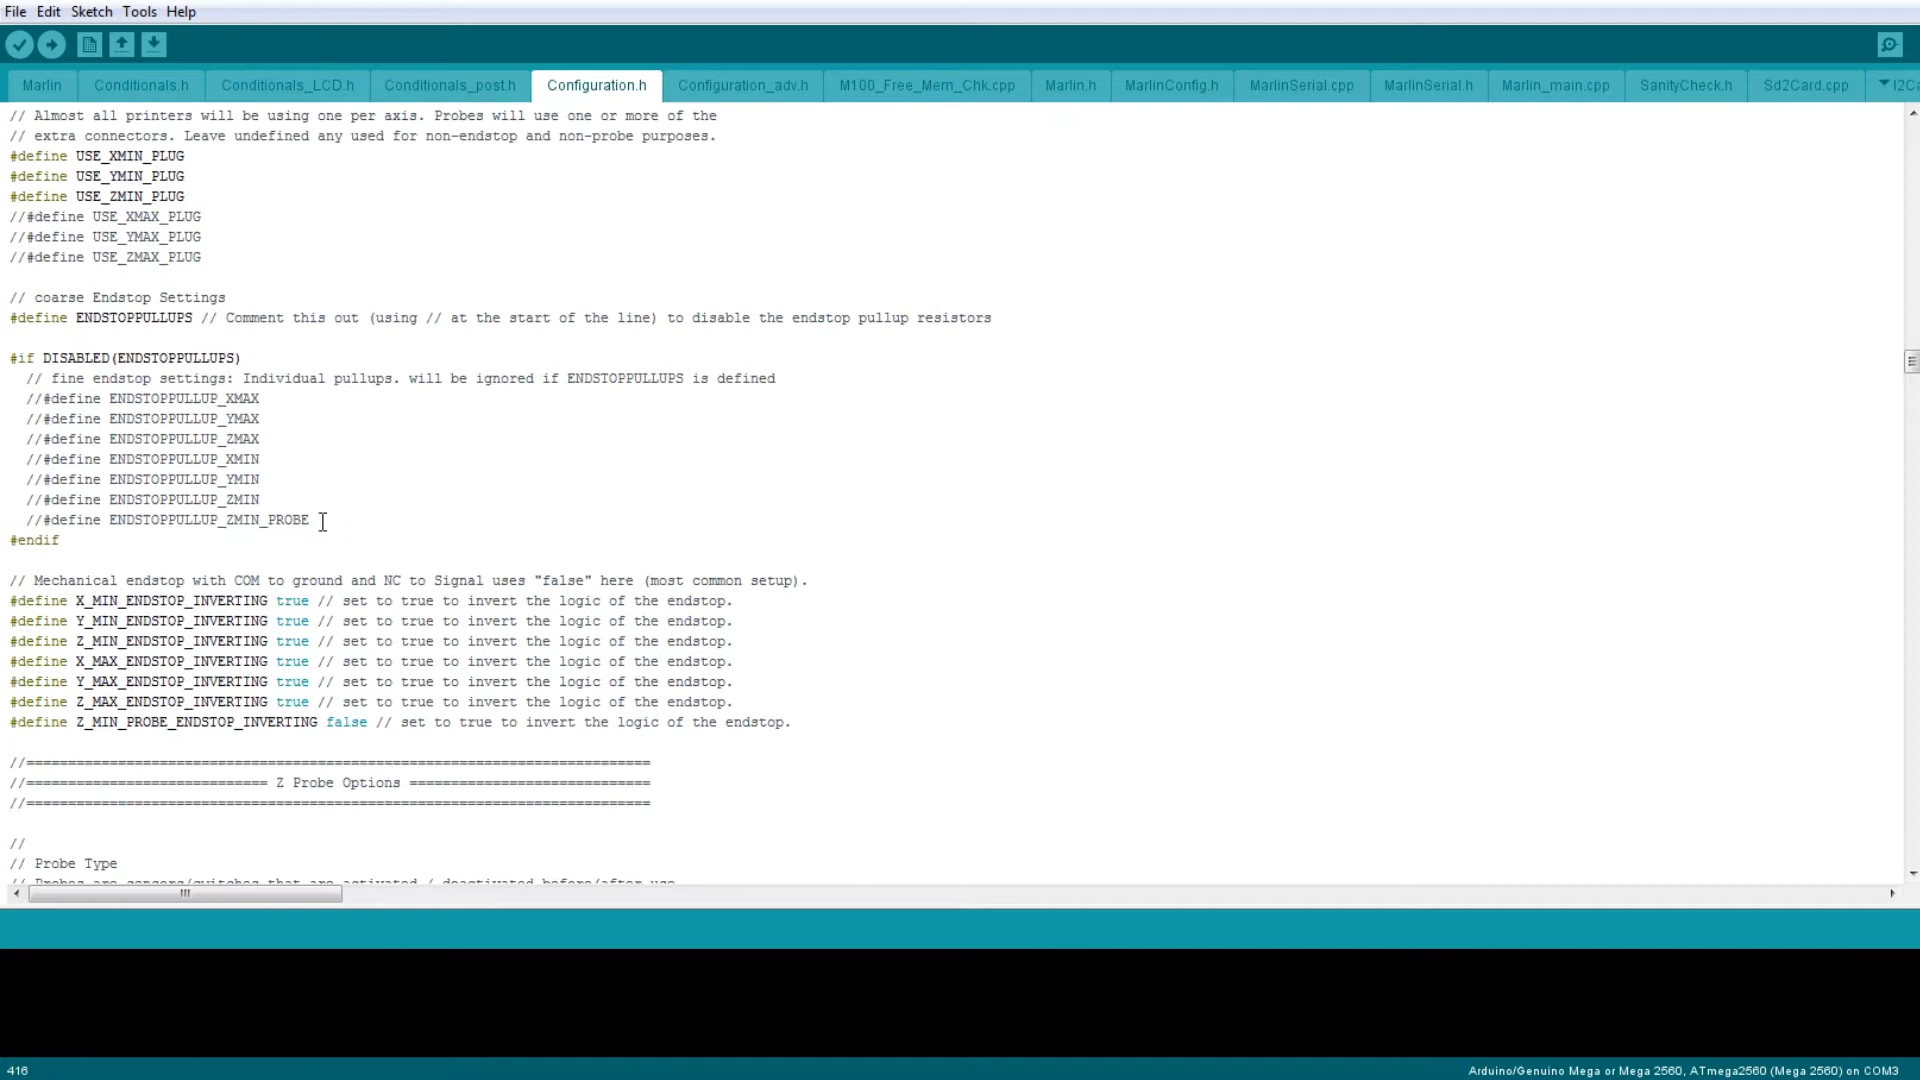 File Edit Sketch Tools Help
Marlin Conditionals.h Conditionals_LCD.h Conditionals_post.h Configuration.h Configuration_adv.h M100_Free_Mem_Chk.cpp Marlin.h MarlinConfig.h MarlinSerial.cpp MarlinSerial.h Marlin_main.cpp SanityCheck.h Sd2Card.cpp
// Almost all printers will be using one per axis. Probes will use one or more of the
// extra connectors. Leave undefined any used for non-endstop and non-probe purposes.
#define USE_XMIN_PLUG
#define USE_YMIN_PLUG
#define USE_ZMIN_PLUG
//#define USE_XMAX_PLUG
//#define USE_YMAX_PLUG
//#define USE_ZMAX_PLUG
// coarse Endstop Settings
#define ENDSTOPPULLUPS // Comment this out (using // at the start of the line) to disable the endstop pullup resistors
#if DISABLED(ENDSTOPPULLUPS)
// fine endstop settings: Individual pullups. will be ignored if ENDSTOPPULLUPS is defined
//#define ENDSTOPPULLUP_XMAX
//#define ENDSTOPPULLUP_YMAX
//#define ENDSTOPPULLUP_ZMAX
//#define ENDSTOPPULLUP_XMIN
//#define ENDSTOPPULLUP_YMIN
//#define ENDSTOPPULLUP_ZMIN
//#define ENDSTOPPULLUP_ZMIN_PROBE
#endif
// Mechanical endstop with COM to ground and NC to Signal uses "false" here (most common setup).
#define X_MIN_ENDSTOP_INVERTING true // set to true to invert the logic of the endstop.
#define Y_MIN_ENDSTOP_INVERTING true // set to true to invert the logic of the endstop.
#define Z_MIN_ENDSTOP_INVERTING true // set to true to invert the logic of the endstop.
#define X_MAX_ENDSTOP_INVERTING true // set to true to invert the logic of the endstop.
#define Y_MAX_ENDSTOP_INVERTING true // set to true to invert the logic of the endstop.
#define Z_MAX_ENDSTOP_INVERTING true // set to true to invert the logic of the endstop.
#define Z_MIN_PROBE_ENDSTOP_INVERTING false // set to true to invert the logic of the endstop.
//===========================================================================
//============================= Z Probe Options =============================
//===========================================================================
//
// Probe Type
// Probes are sensors/switches that are activated / deactivated before/after use.
416 Arduino/Genuino Mega or Mega 2560, ATmega2560 (Mega 2560) on COM3